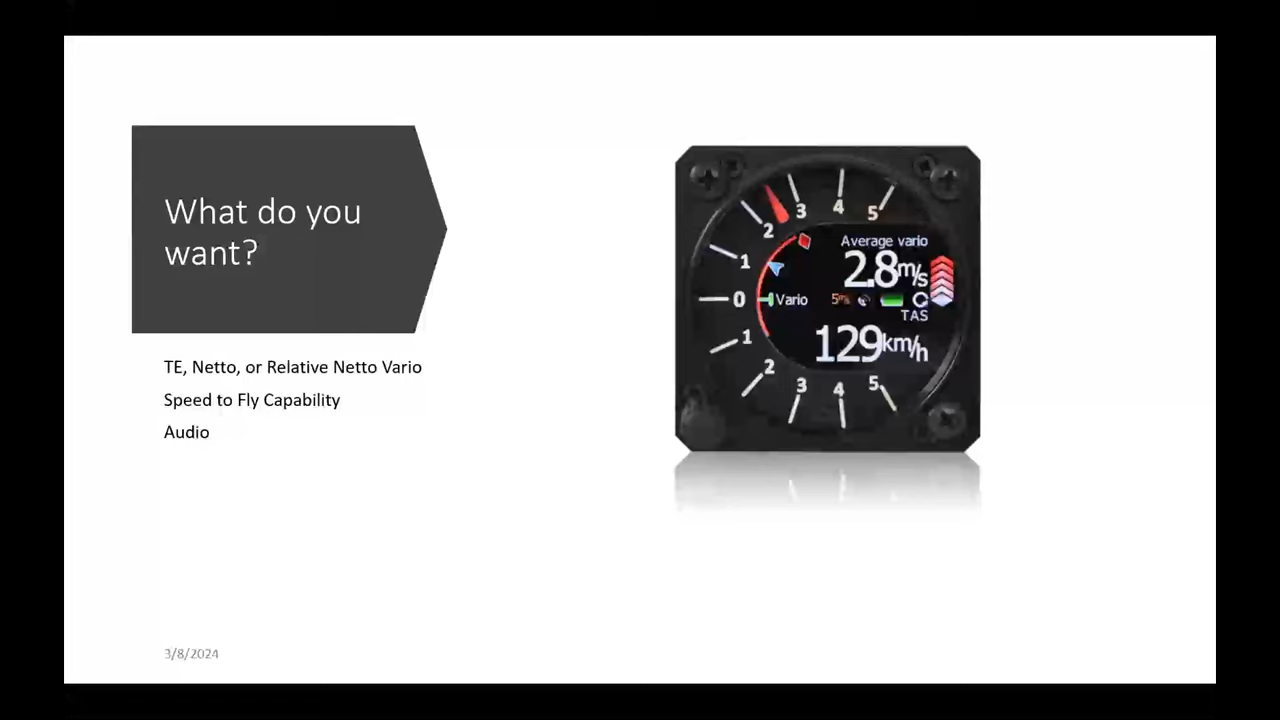 What do you
want?
TE, Netto, or Relative Netto Vario
Speed to Fly Capability
Audio
3/8/2024
5
4
3
2
1
0
1
2
3
4
5
Average vario
2.8m/s
Vario
TAS
129km/h